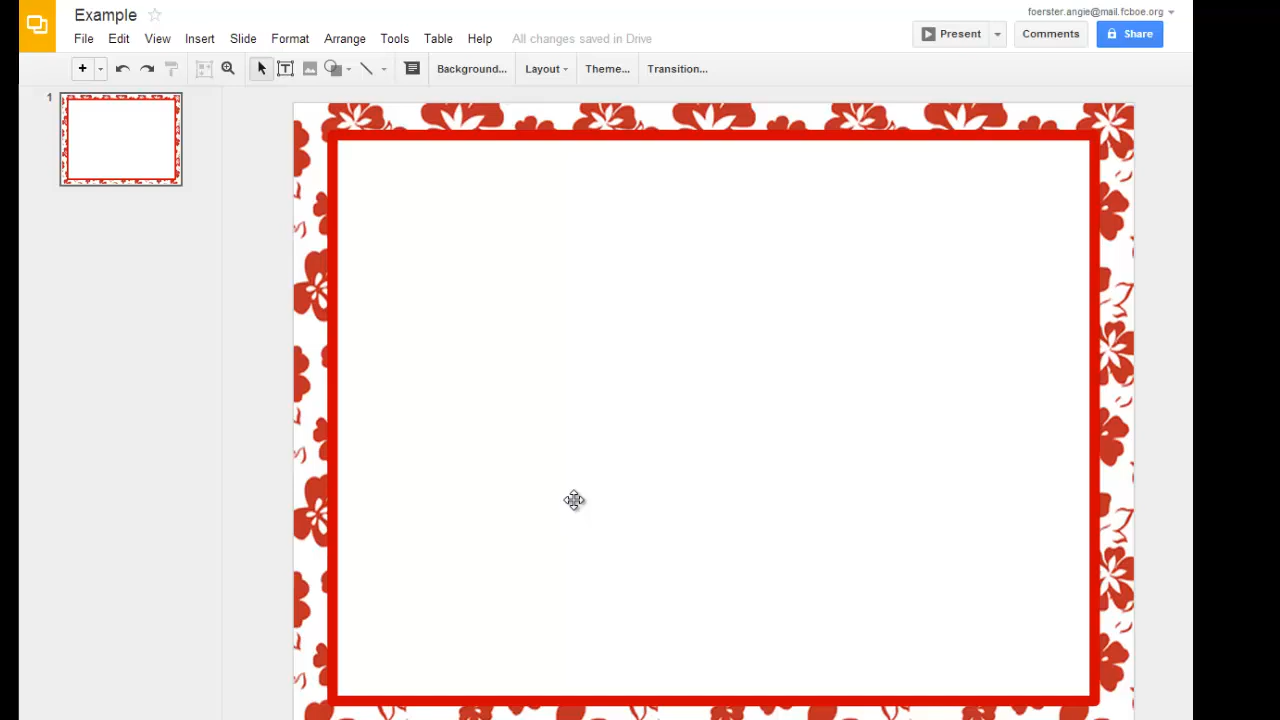 Example
foerster.angie@mail.fcboe.org
File Edit View Insert Slide Format Arrange Tools Table Help All changes saved in Drive
Present Comments Share
+ Background... Layout Theme... Transition...
1